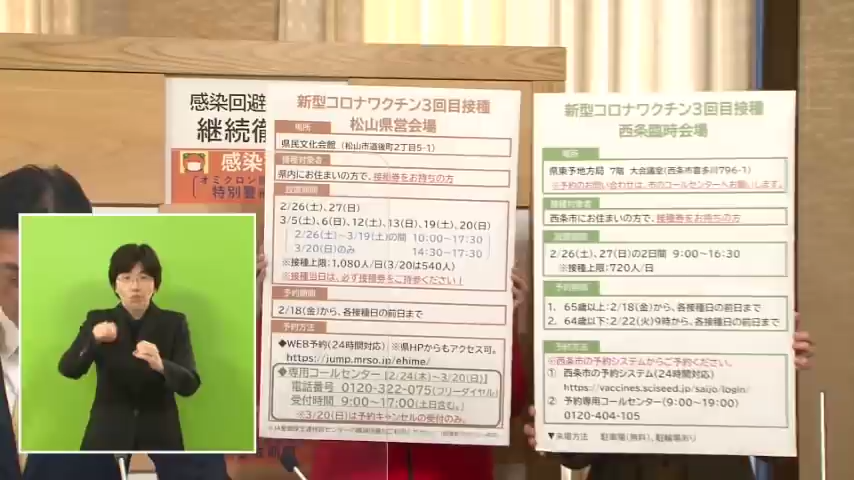 感染回避
継続徹
感染
オミクロン
特別警
新型コロナワクチン3回目接種
松山県営会場
場所
県民文化会館（松山市道後町2丁目5-1）
接種対象者
県内にお住まいの方で、接種券をお持ちの方
設置期間
2/26(土)、27(日)
3/5(土)、6(日)、12(土)、13(日)、19(土)、20(日)
2/26(土)～3/19(土)の間 10:00～17:30
3/20(日)のみ 14:30～17:30
※接種上限：1,080人/日(3/20は540人)
※接種当日は、必ず接種券をご持参ください！
予約期間
2/18(金)から、各接種日の前日まで
予約方法
◆WEB予約(24時間対応) ※県HPからもアクセス可。
https://jump.mrso.jp/ehime/
◆専用コールセンター［2/24(木)～3/20(日)］
電話番号 0120-322-075(フリーダイヤル)
受付時間 9:00～17:00(土日含む。)
※3/20(日)は予約キャンセルの受付のみ。
新型コロナワクチン3回目接種
西条臨時会場
場所
県東予地方局 7階 大会議室(西条市喜多川796-1)
※予約のお問い合わせは、市のコールセンターへお願いします。
接種対象者
西条市にお住まいの方で、接種券をお持ちの方
設置期間
2/26(土)、27(日)の2日間 9:00～16:30
※接種上限：720人/日
予約期間
1. 65歳以上：2/18(金)から、各接種日の前日まで
2. 64歳以下：2/22(火)9時から、各接種日の前日まで
予約方法
※西条市の予約システムからご予約ください。
① 西条市の予約システム(24時間対応)
https://vaccines.sciseed.jp/saijo/login/
② 予約専用コールセンター(9:00～19:00)
0120-404-105
▼来場方法 駐車場(無料)、駐輪場あり